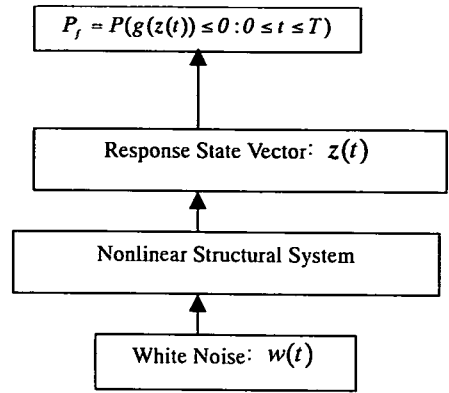 P_f = P(g(z(t)) ≤ 0 : 0 ≤ t ≤ T)
Response State Vector: z(t)
Nonlinear Structural System
White Noise: w(t)